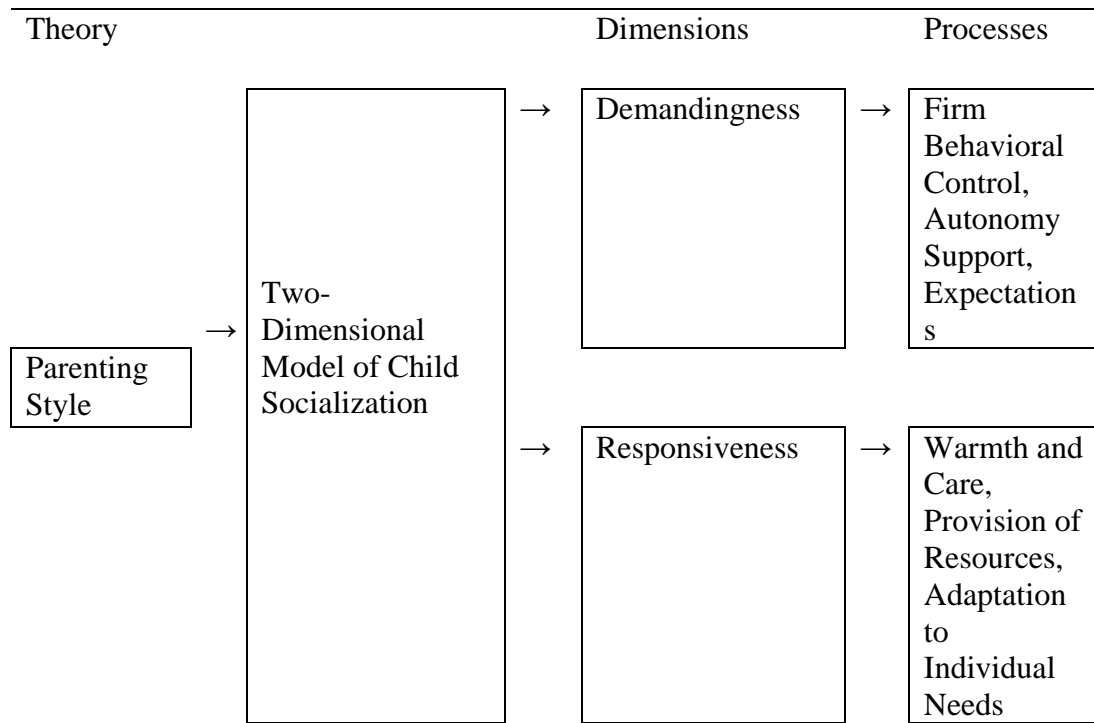 Theory Dimensions Processes
Parenting
Style
→
Two-
Dimensional
Model of Child
Socialization
→
Demandingness
→
Firm
Behavioral
Control,
Autonomy
Support,
Expectation
s
→
Responsiveness
→
Warmth and
Care,
Provision of
Resources,
Adaptation
to
Individual
Needs